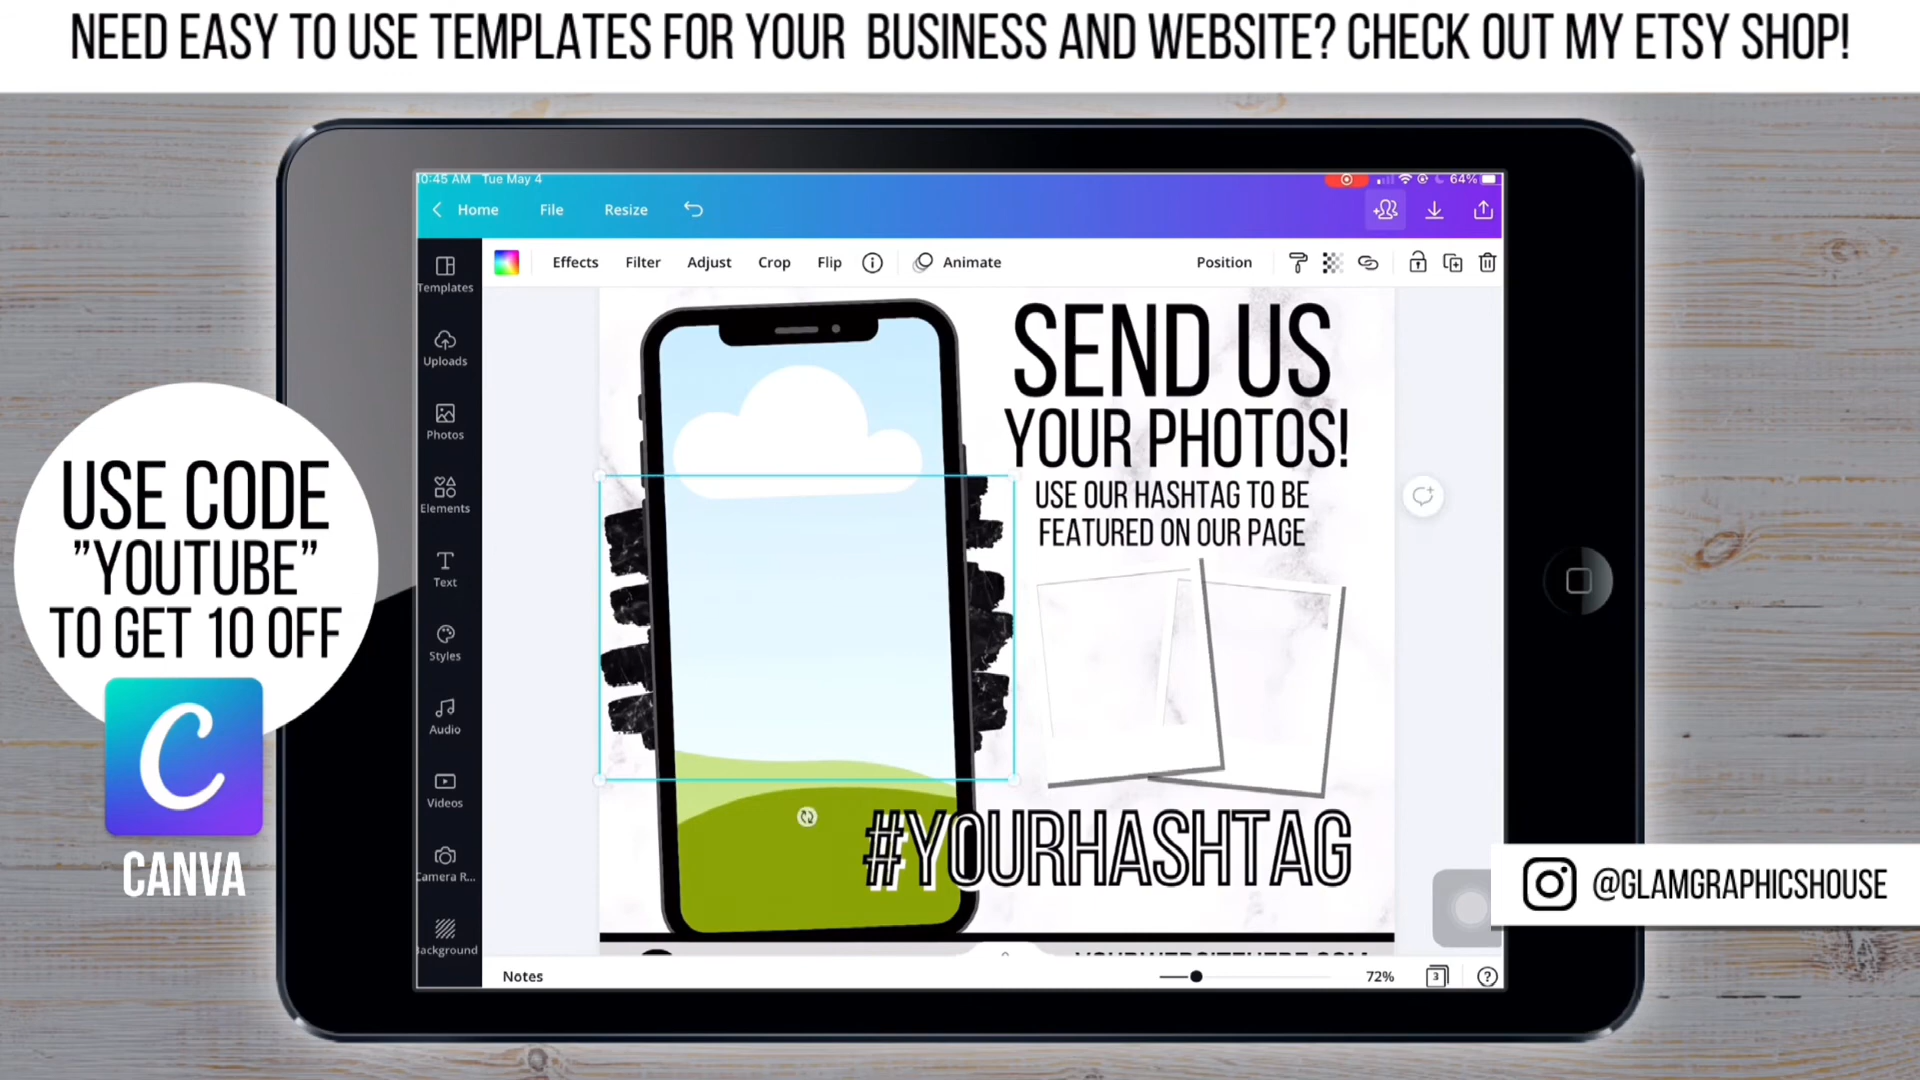 NEED EASY TO USE TEMPLATES FOR YOUR BUSINESS AND WEBSITE? CHECK OUT MY ETSY SHOP!
10:45 AM Tue May 4
64%
Home File Resize
Effects Filter Adjust Crop Flip Animate Position
Templates
Uploads
Photos
Elements
Text
Styles
Audio
Videos
Camera R...
Background
SEND US
YOUR PHOTOS!
USE OUR HASHTAG TO BE
FEATURED ON OUR PAGE
#YOURHASHTAG
Notes
72%
3
USE CODE
"YOUTUBE"
TO GET 10 OFF
C
CANVA
@GLAMGRAPHICSHOUSE